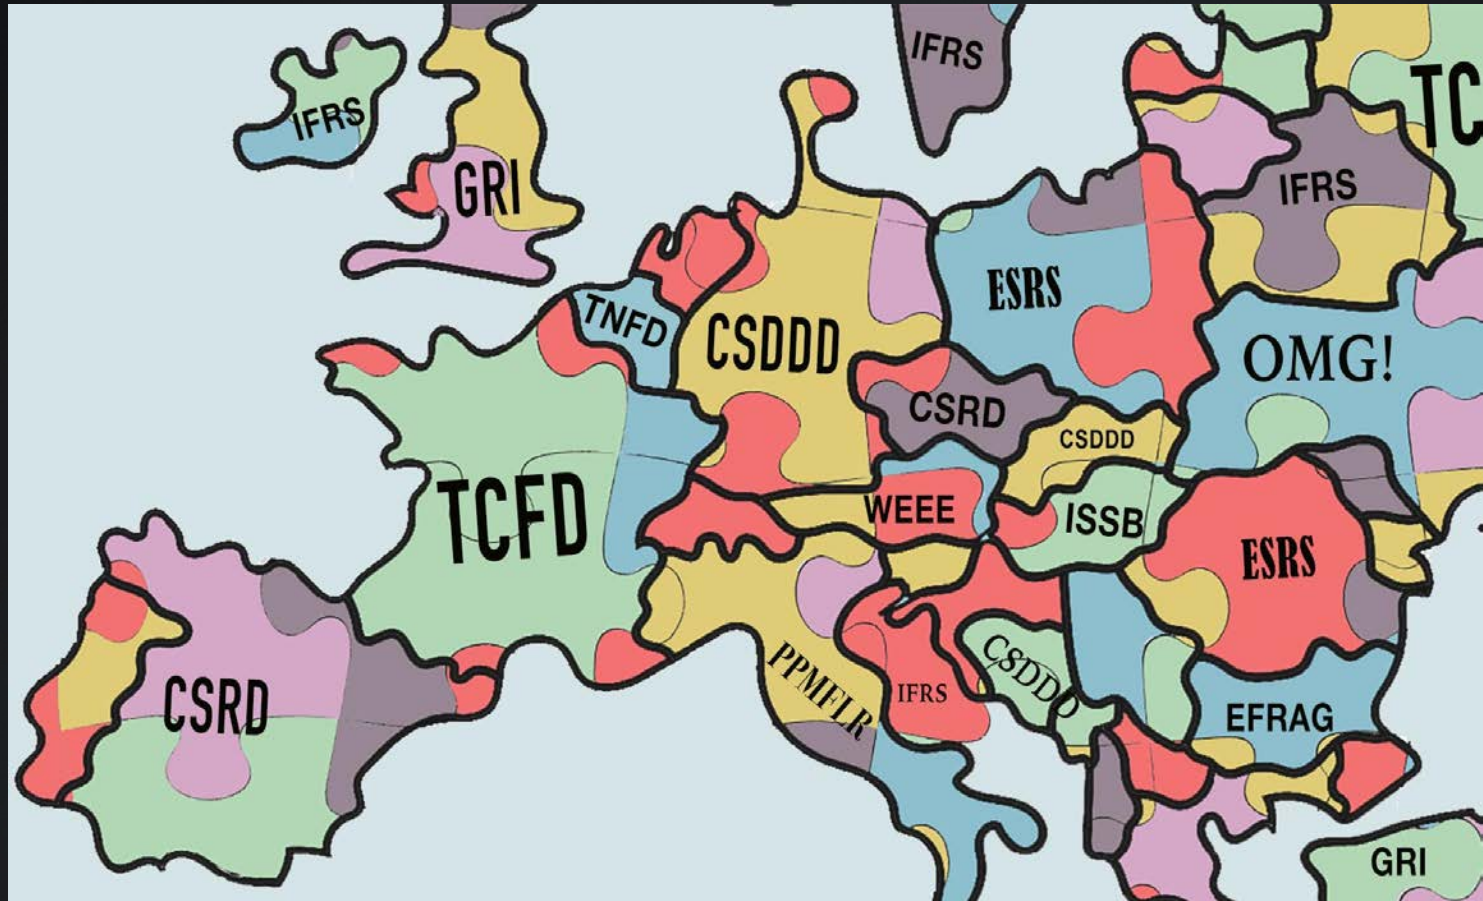 IFRS
IFRS
TC
GRI
IFRS
TNFD
CSDDD
ESRS
OMG!
CSRD
CSDDD
TCFD
WEEE
ISSB
ESRS
CSRD
PPMFLR
IFRS
CSDDD
EFRAG
GRI